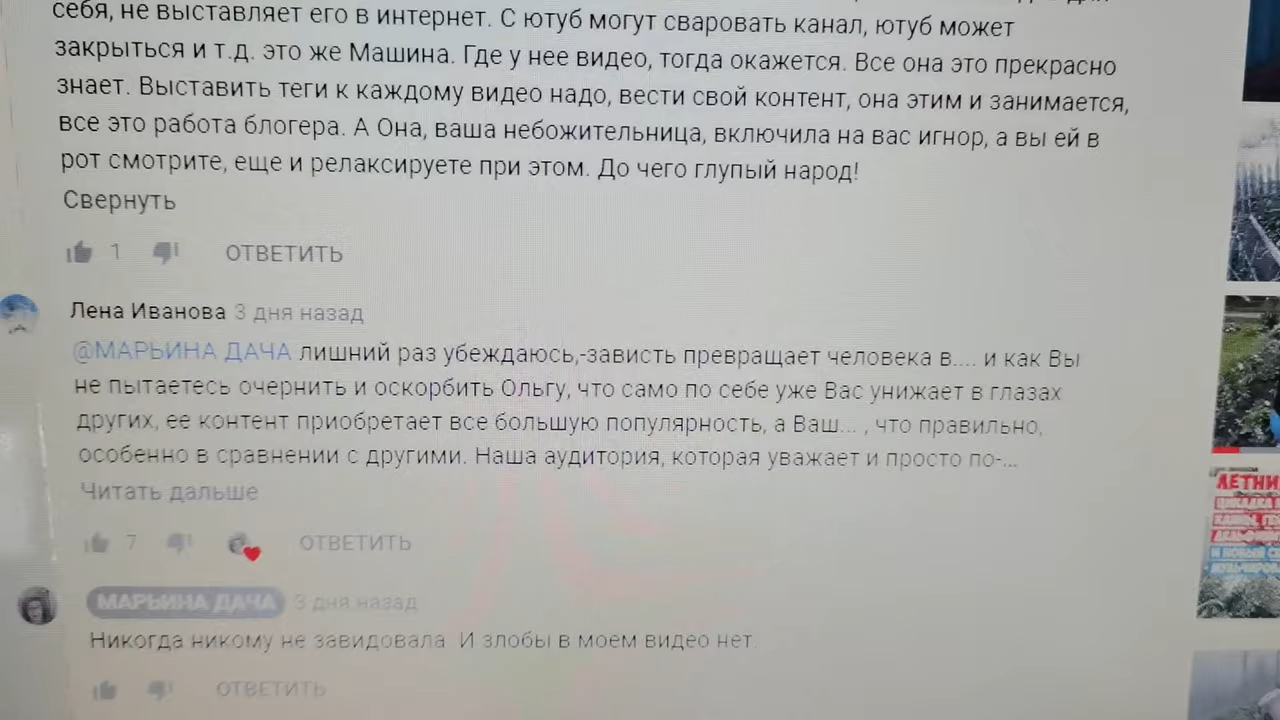 себя, не выставляет его в интернет. С ютуб могут сваровать канал, ютуб может
закрыться и т.д. это же Машина. Где у нее видео, тогда окажется. Все она это прекрасно
знает. Выставить теги к каждому видео надо, вести свой контент, она этим и занимается,
все это работа блогера. А Она, ваша небожительница, включила на вас игнор, а вы ей в
рот смотрите, еще и релаксируете при этом. До чего глупый народ!
Свернуть
1 ОТВЕТИТЬ
Лена Иванова 3 дня назад
@МАРЬИНА ДАЧА лишний раз убеждаюсь,-зависть превращает человека в.... и как Вы
не пытаетесь очернить и оскорбить Ольгу, что само по себе уже Вас унижает в глазах
других, ее контент приобретает все большую популярность, а Ваш... , что правильно,
особенно в сравнении с другими. Наша аудитория, которая уважает и просто по-...
Читать дальше
7 ОТВЕТИТЬ
МАРЬИНА ДАЧА 3 дня назад
Никогда никому не завидовала. И злобы в моем видео нет.
ОТВЕТИТЬ
ЛЕТНИ